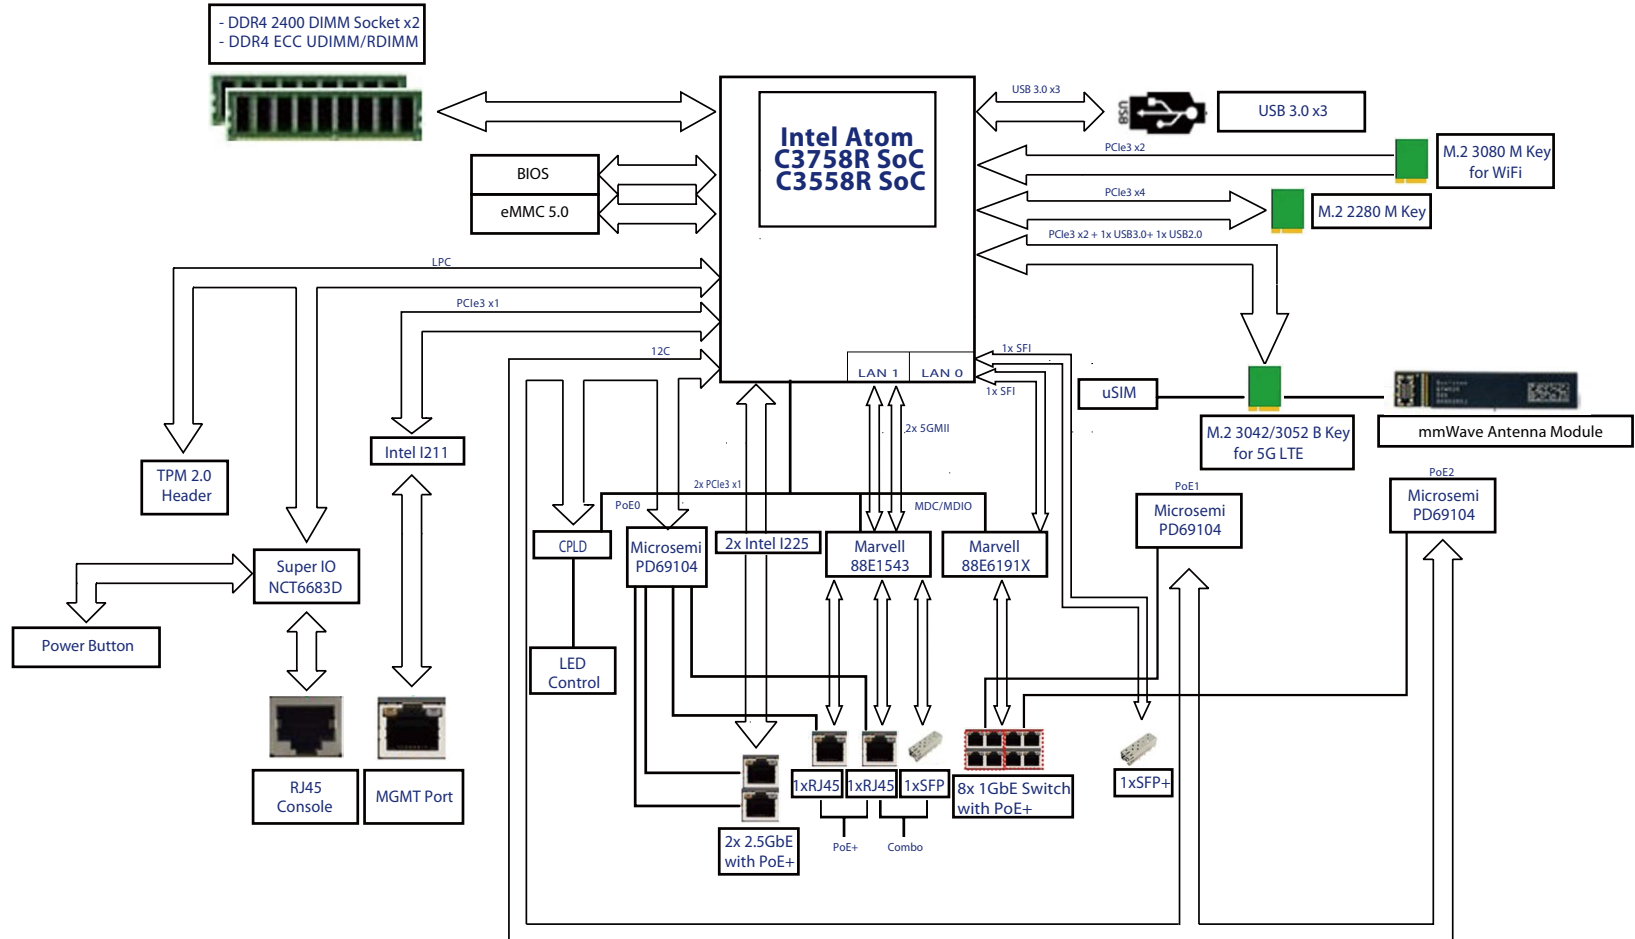 - DDR4 2400 DIMM Socket x2
- DDR4 ECC UDIMM/RDIMM
Intel Atom
C3758R SoC
C3558R SoC
USB 3.0 x3
USB
USB 3.0 x3
PCIe3 x2
M.2 3080 M Key
for WiFi
BIOS
eMMC 5.0
PCIe3 x4
M.2 2280 M Key
PCIe3 x2 + 1x USB3.0+ 1x USB2.0
LPC
PCIe3 x1
12C
LAN 1
LAN 0
1x SFI
1x SFI
uSIM
M.2 3042/3052 B Key
for 5G LTE
mmWave Antenna Module
2x 5GMII
Intel I211
TPM 2.0
Header
2x PCIe3 x1
PoE0
MDC/MDIO
PoE1
PoE2
Microsemi
PD69104
Microsemi
PD69104
CPLD
Microsemi
PD69104
2x Intel I225
Marvell
88E1543
Marvell
88E6191X
Super IO
NCT6683D
Power Button
LED
Control
RJ45
Console
MGMT Port
1xRJ45
1xRJ45
1xSFP
8x 1GbE Switch
with PoE+
1xSFP+
2x 2.5GbE
with PoE+
PoE+
Combo